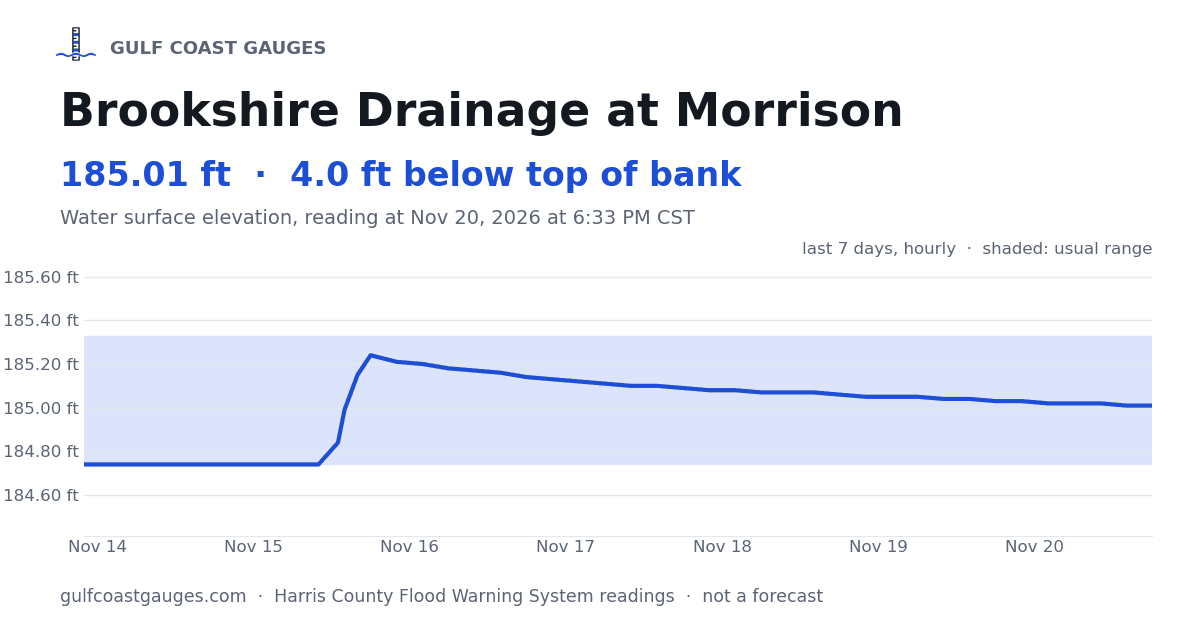 GULF COAST GAUGES
Brookshire Drainage at Morrison
185.01 ft · 4.0 ft below top of bank
Water surface elevation, reading at Nov 20, 2026 at 6:33 PM CST
last 7 days, hourly · shaded: usual range
185.60 ft
185.40 ft
185.20 ft
185.00 ft
184.80 ft
184.60 ft
Nov 14 Nov 15 Nov 16 Nov 17 Nov 18 Nov 19 Nov 20
gulfcoastgauges.com · Harris County Flood Warning System readings · not a forecast